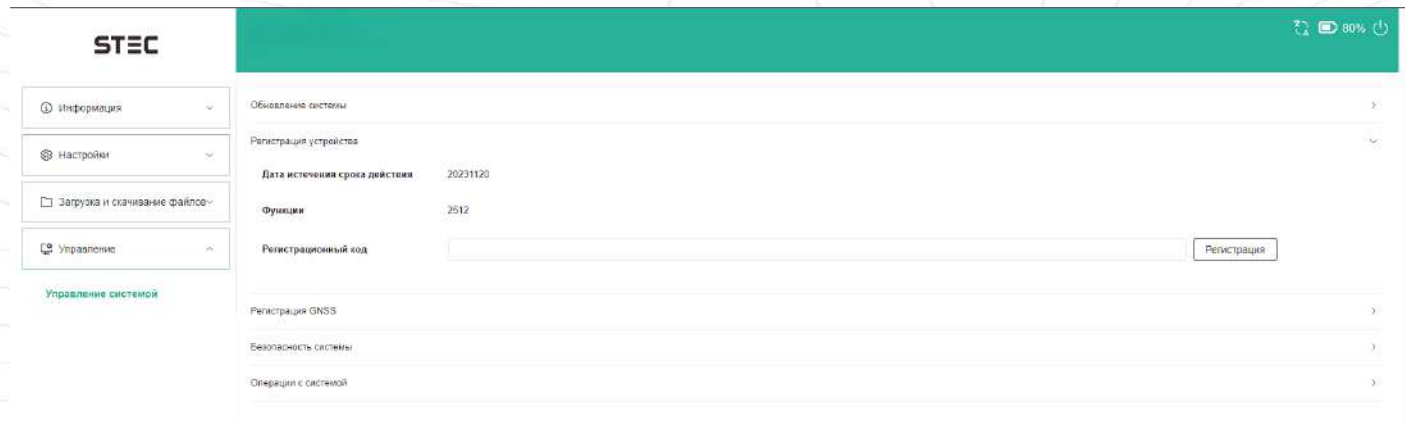 STEC
80%
Информация
Настройки
Загрузка и скачивание файлов
Управление
Управление системой
Обновление системы
Регистрация устройства
Дата истечения срока действия 20231120
Функции 2512
Регистрационный код Регистрация
Регистрация GNSS
Безопасность системы
Операции с системой